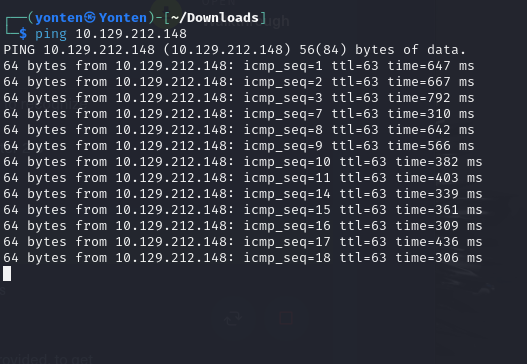 (yonten㉿Yonten)-[~/Downloads]
$ ping 10.129.212.148
PING 10.129.212.148 (10.129.212.148) 56(84) bytes of data.
64 bytes from 10.129.212.148: icmp_seq=1 ttl=63 time=647 ms
64 bytes from 10.129.212.148: icmp_seq=2 ttl=63 time=667 ms
64 bytes from 10.129.212.148: icmp_seq=3 ttl=63 time=792 ms
64 bytes from 10.129.212.148: icmp_seq=7 ttl=63 time=310 ms
64 bytes from 10.129.212.148: icmp_seq=8 ttl=63 time=642 ms
64 bytes from 10.129.212.148: icmp_seq=9 ttl=63 time=566 ms
64 bytes from 10.129.212.148: icmp_seq=10 ttl=63 time=382 ms
64 bytes from 10.129.212.148: icmp_seq=11 ttl=63 time=403 ms
64 bytes from 10.129.212.148: icmp_seq=14 ttl=63 time=339 ms
64 bytes from 10.129.212.148: icmp_seq=15 ttl=63 time=361 ms
64 bytes from 10.129.212.148: icmp_seq=16 ttl=63 time=309 ms
64 bytes from 10.129.212.148: icmp_seq=17 ttl=63 time=436 ms
64 bytes from 10.129.212.148: icmp_seq=18 ttl=63 time=306 ms